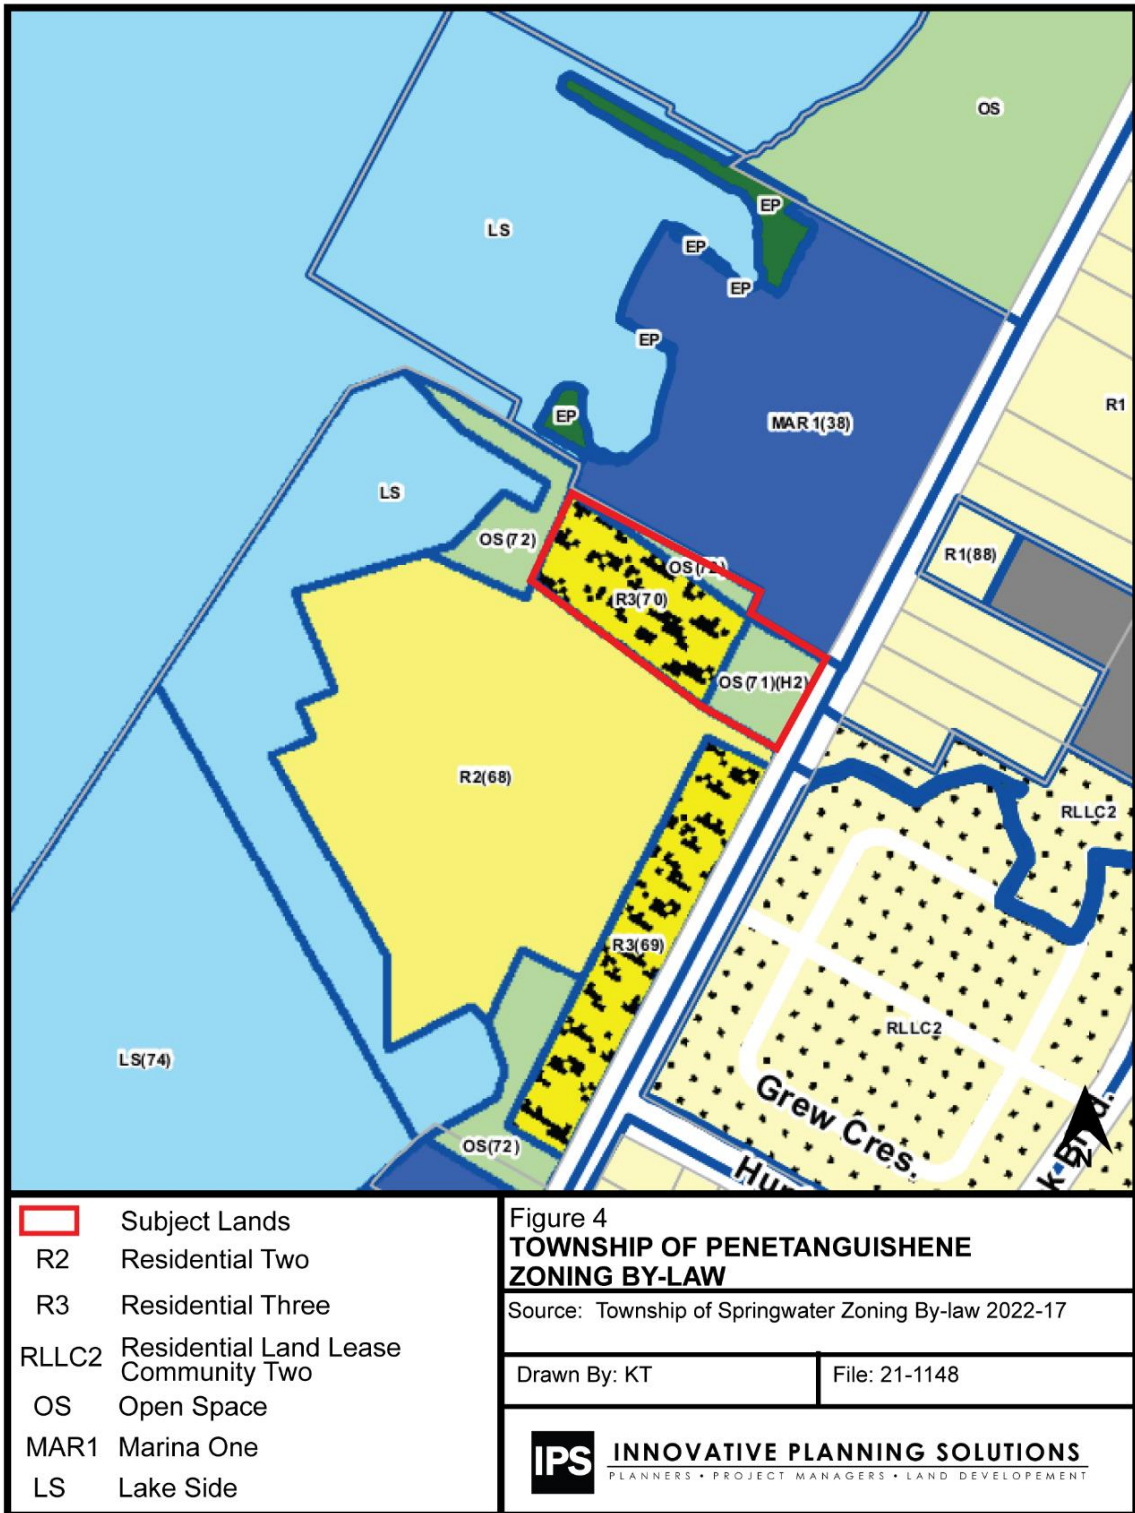 OS
EP
LS
EP
EP
EP
R1
EP
MAR1(38)
LS
OS(72)
R1(88)
R3(70)
OS(71)(H2)
R2(68)
RLLC2
R3(69)
RLLC2
LS(74)
Grew Cres.
OS(72)
N
Subject Lands
R2 Residential Two
R3 Residential Three
RLLC2 Residential Land Lease
Community Two
OS Open Space
MAR1 Marina One
LS Lake Side
Figure 4
TOWNSHIP OF PENETANGUISHENE
ZONING BY-LAW
Source: Township of Springwater Zoning By-law 2022-17
Drawn By: KT
File: 21-1148
IPS INNOVATIVE PLANNING SOLUTIONS
PLANNERS • PROJECT MANAGERS • LAND DEVELOPEMENT